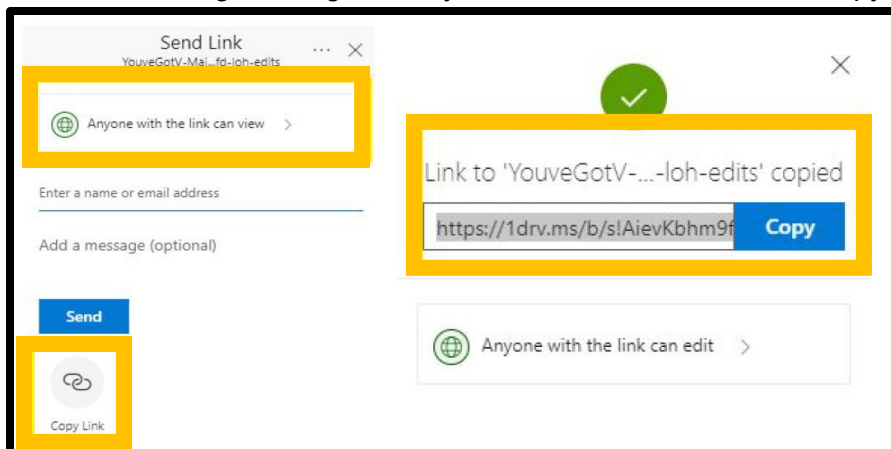 Send Link
YouveGotV-Mai...fd-loh-edits
Anyone with the link can view
Enter a name or email address
Add a message (optional)
Send
Copy Link
Link to 'YouveGotV-...-loh-edits' copied
https://1drv.ms/b/s!AievKbhm9f
Copy
Anyone with the link can edit